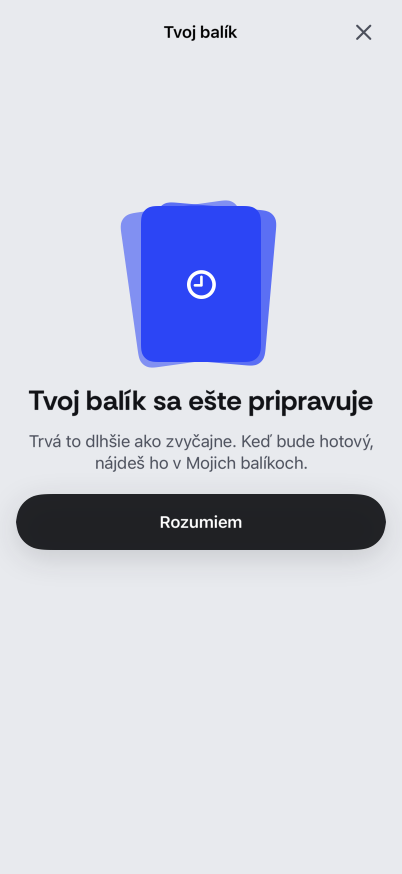 Tvoj balík
Tvoj balík sa ešte pripravuje
Trvá to dlhšie ako zvyčajne. Keď bude hotový,
nájdeš ho v Mojich balíkoch.
Rozumiem